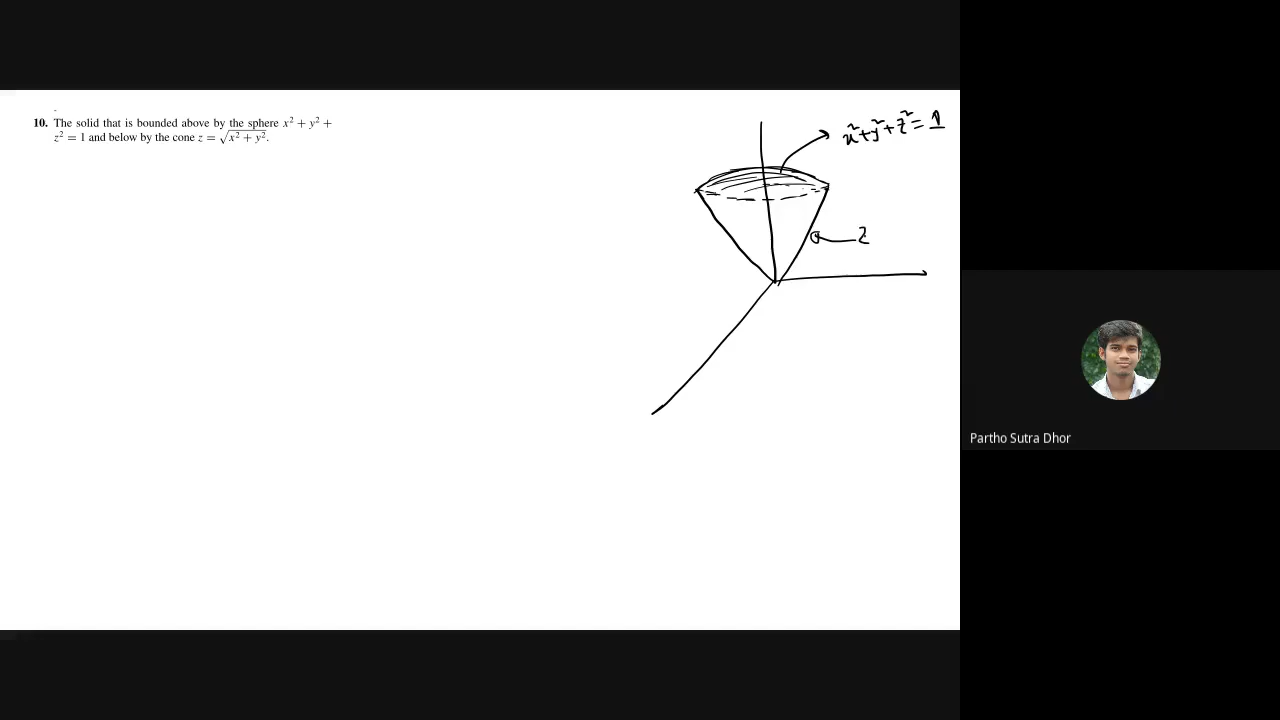 10. The solid that is bounded above by the sphere x² + y² +
z² = 1 and below by the cone z = √(x² + y²).
x² + y² + z² = 1
z
Partho Sutra Dhor